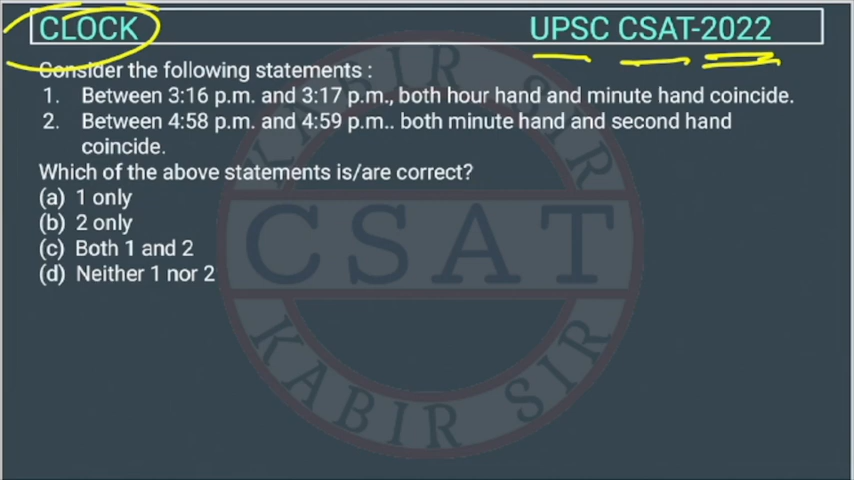 CLOCK
UPSC CSAT-2022
Consider the following statements :
1. Between 3:16 p.m. and 3:17 p.m., both hour hand and minute hand coincide.
2. Between 4:58 p.m. and 4:59 p.m.. both minute hand and second hand
coincide.
Which of the above statements is/are correct?
(a) 1 only
(b) 2 only
(c) Both 1 and 2
(d) Neither 1 nor 2
KABIR SIR
CSAT
KABIR SIR